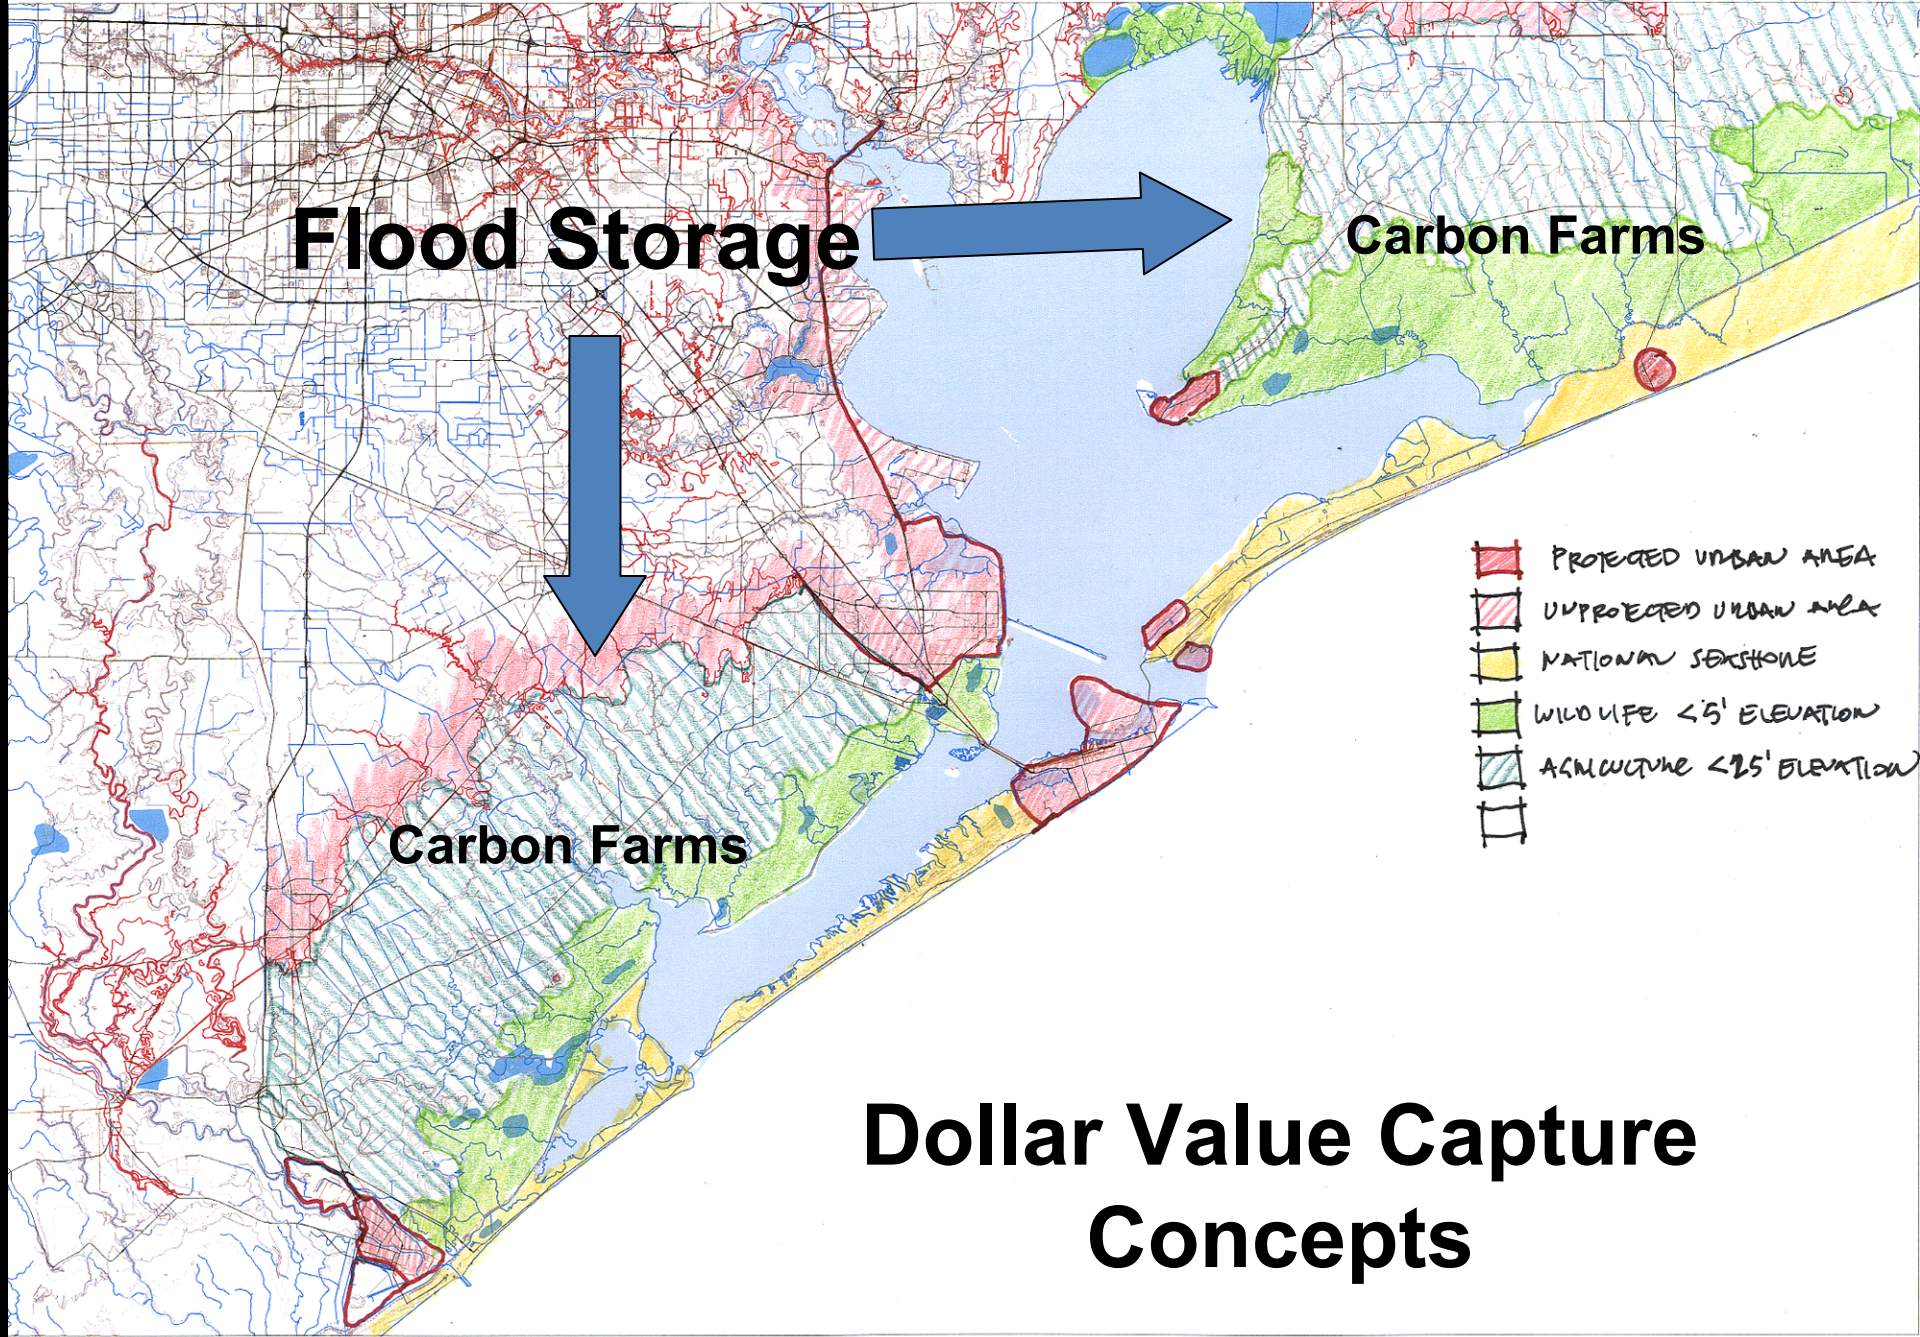 Flood Storage
Carbon Farms
PROTECTED URBAN AREA
UNPROTECTED URBAN AREA
NATIONAL SEASHORE
WILDLIFE <5' ELEVATION
AGRICULTURE <25' ELEVATION
Carbon Farms
Dollar Value Capture
Concepts